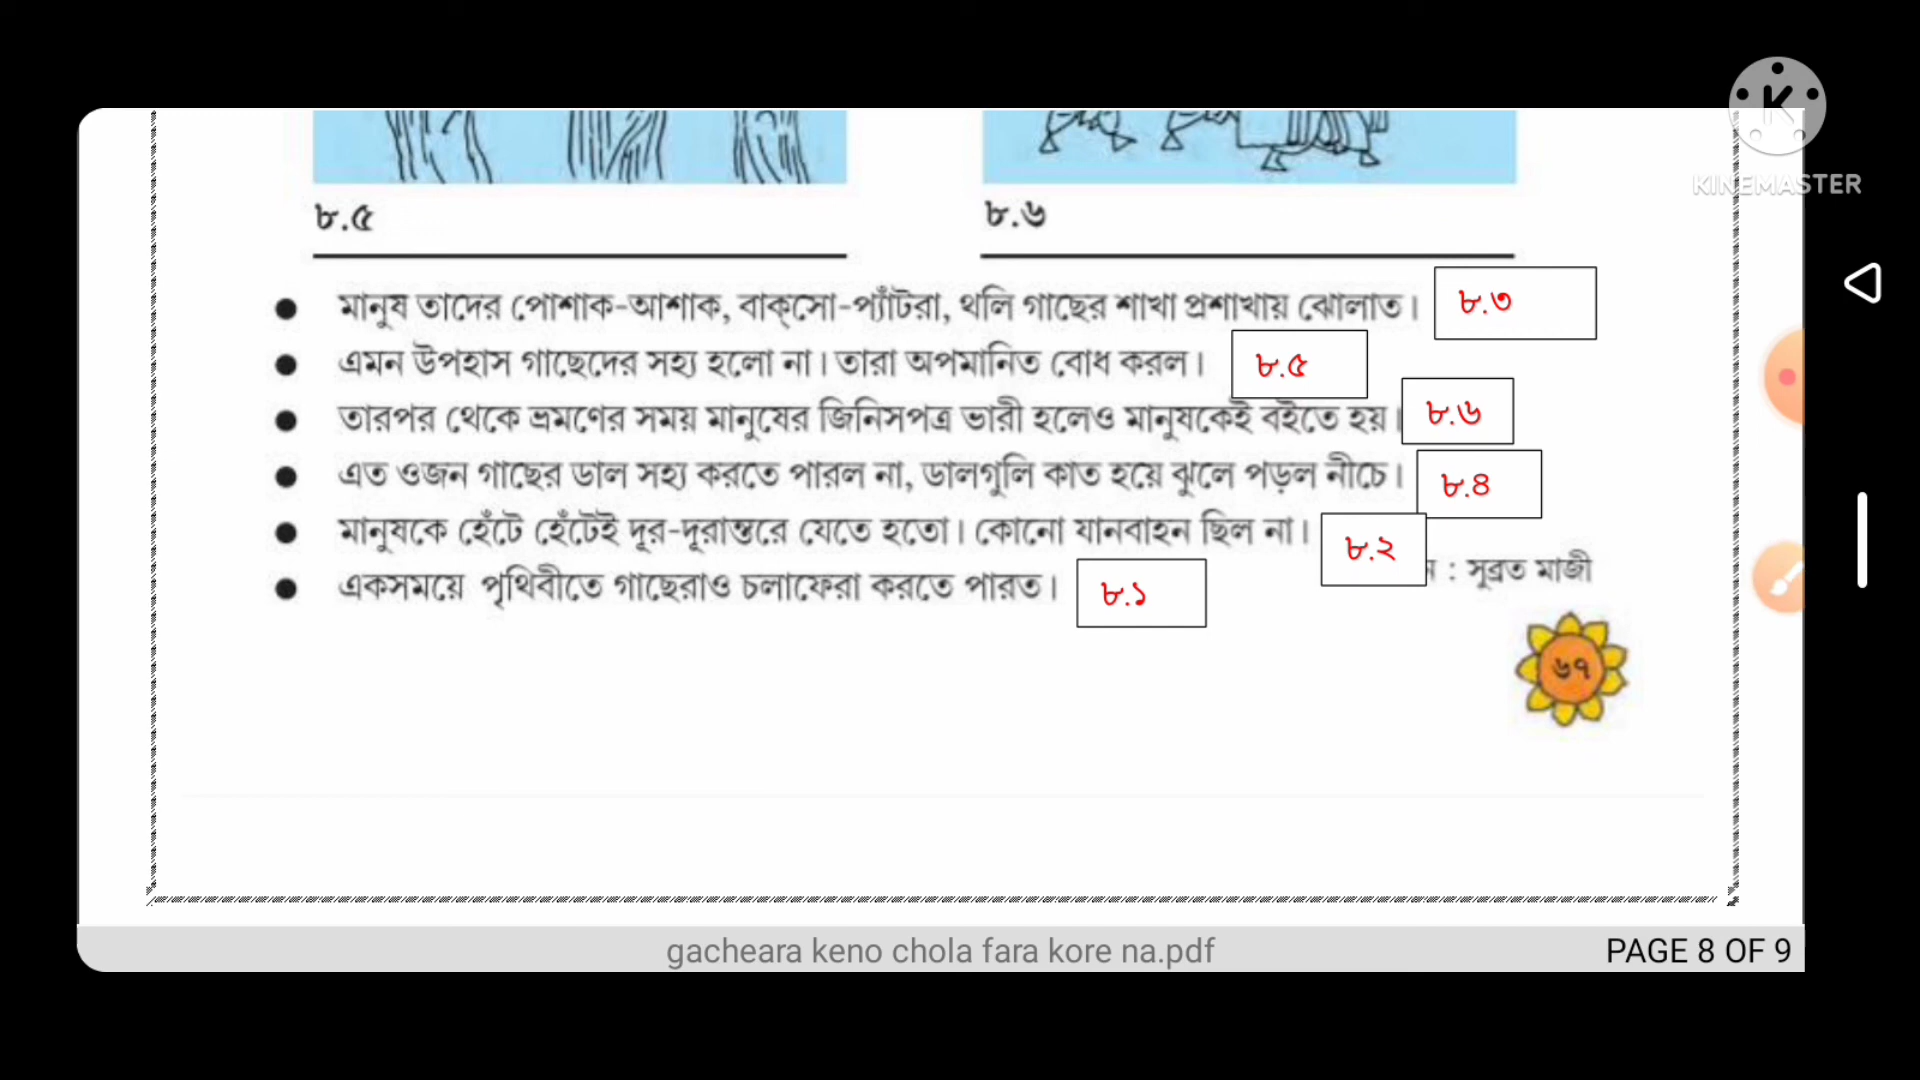 KINEMASTER
৮.৫ ৮.৬
মানুষ তাদের পোশাক-আশাক, বাক্‌সো-প্যাঁটরা, থলি গাছের শাখা প্রশাখায় ঝোলাত। ৮.৩
এমন উপহাস গাছেদের সহ্য হলো না। তারা অপমানিত বোধ করল। ৮.৫
তারপর থেকে ভ্রমণের সময় মানুষের জিনিসপত্র ভারী হলেও মানুষকেই বইতে হয়। ৮.৬
এত ওজন গাছের ডাল সহ্য করতে পারল না, ডালগুলি কাত হয়ে ঝুলে পড়ল নীচে। ৮.৪
মানুষকে হেঁটে হেঁটেই দূর-দূরান্তরে যেতে হতো। কোনো যানবাহন ছিল না। ৮.২
: সুব্রত মাজী
একসময়ে পৃথিবীতে গাছেরাও চলাফেরা করতে পারত। ৮.১
৬৭
gacheara keno chola fara kore na.pdf PAGE 8 OF 9